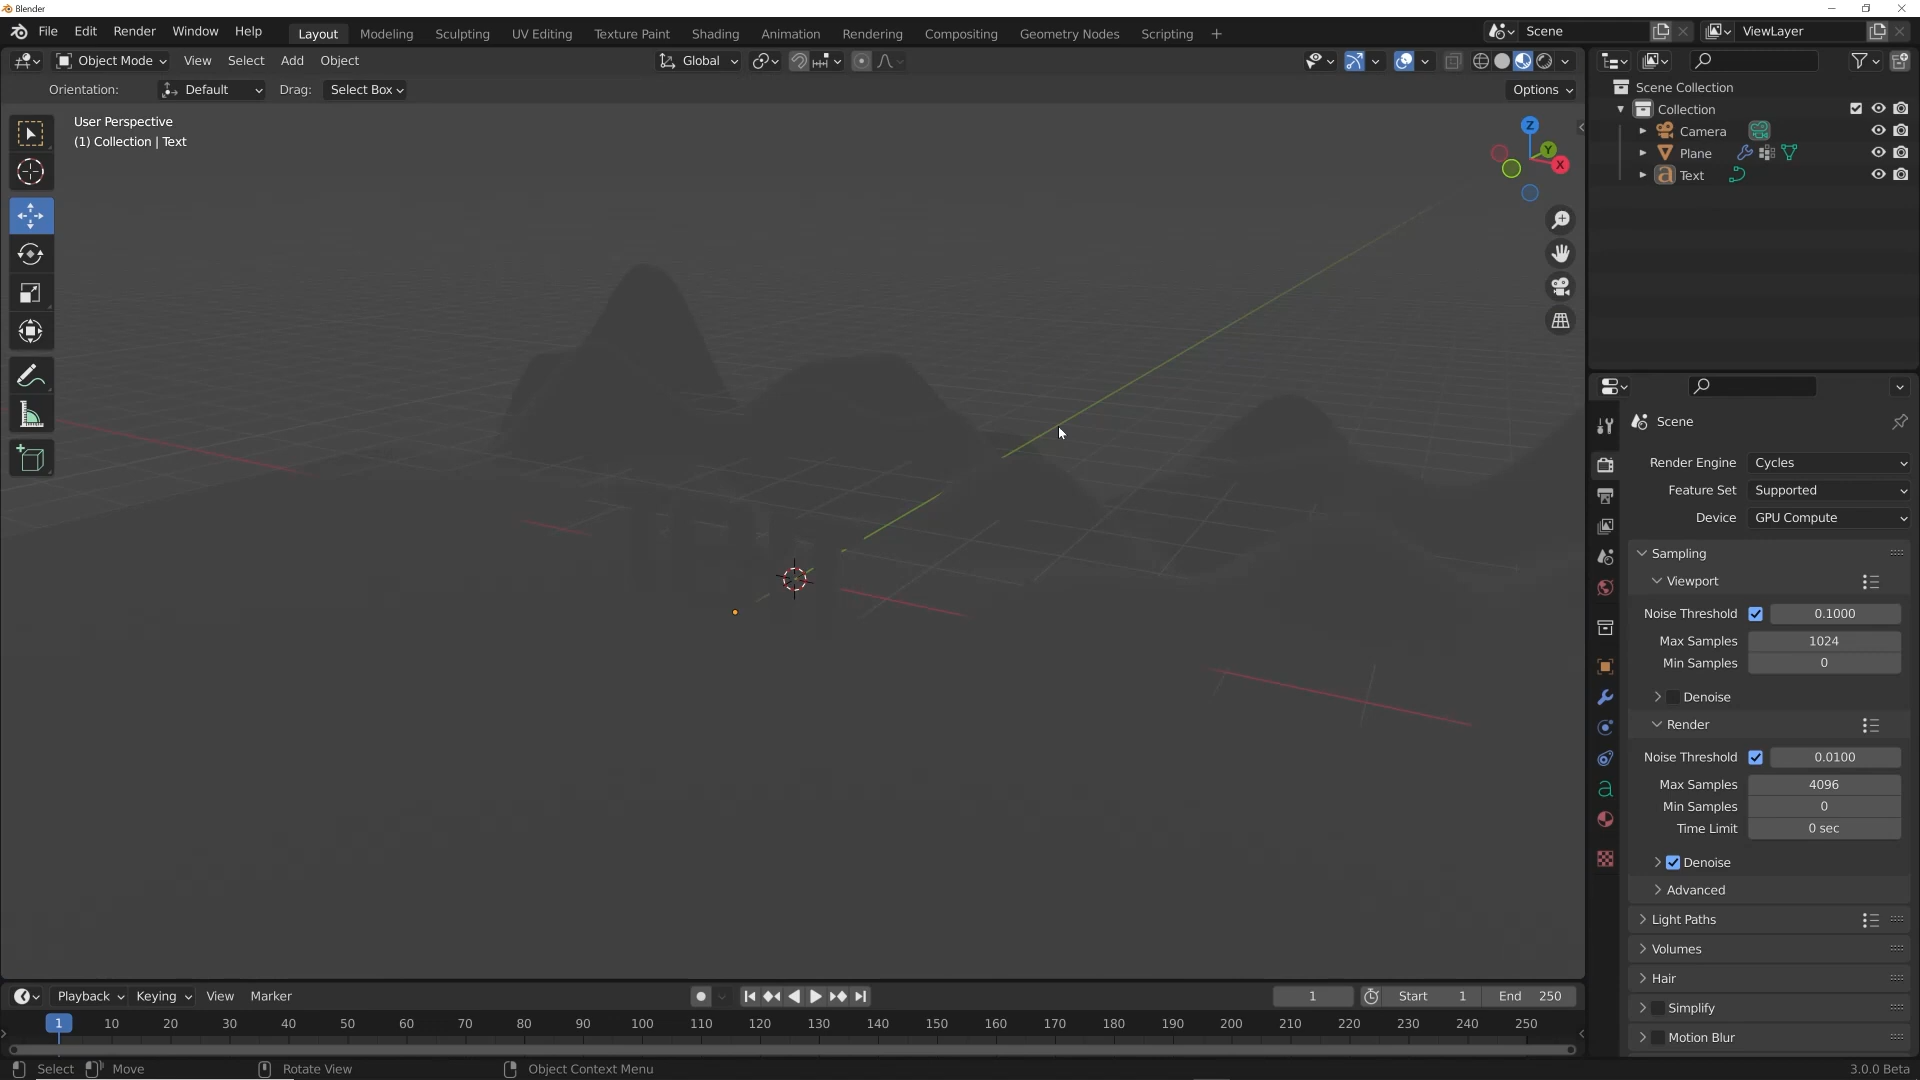 Blender
File Edit Render Window Help Layout Modeling Sculpting UV Editing Texture Paint Shading Animation Rendering Compositing Geometry Nodes Scripting + Scene ViewLayer
Object Mode View Select Add Object Global
Orientation: Default Drag: Select Box Options
User Perspective
(1) Collection | Text
Z
Y
X
Scene Collection
Collection
Camera
Plane
a Text
Scene
Render Engine Cycles
Feature Set Supported
Device GPU Compute
Sampling
Viewport
Noise Threshold 0.1000
Max Samples 1024
Min Samples 0
Denoise
Render
Noise Threshold 0.0100
Max Samples 4096
Min Samples 0
Time Limit 0 sec
Denoise
Advanced
Light Paths
Volumes
Hair
Simplify
Motion Blur
Playback Keying View Marker 1 Start 1 End 250
1 10 20 30 40 50 60 70 80 90 100 110 120 130 140 150 160 170 180 190 200 210 220 230 240 250
Select Move Rotate View Object Context Menu 3.0.0 Beta